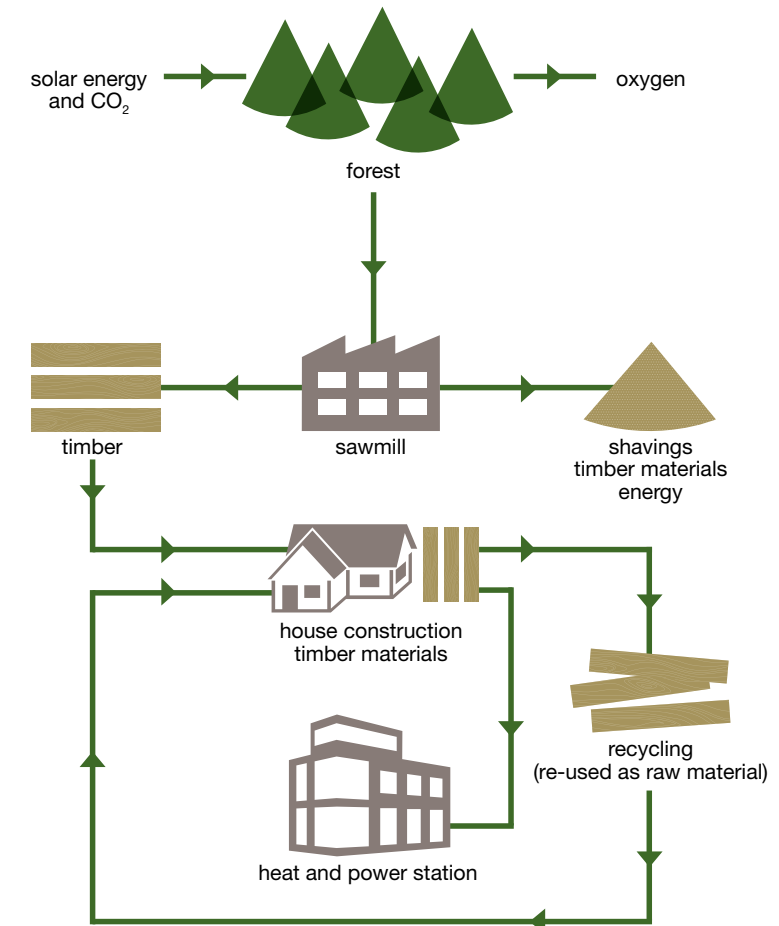 solar energy
and CO₂
oxygen
forest
timber
sawmill
shavings
timber materials
energy
house construction
timber materials
recycling
(re-used as raw material)
heat and power station